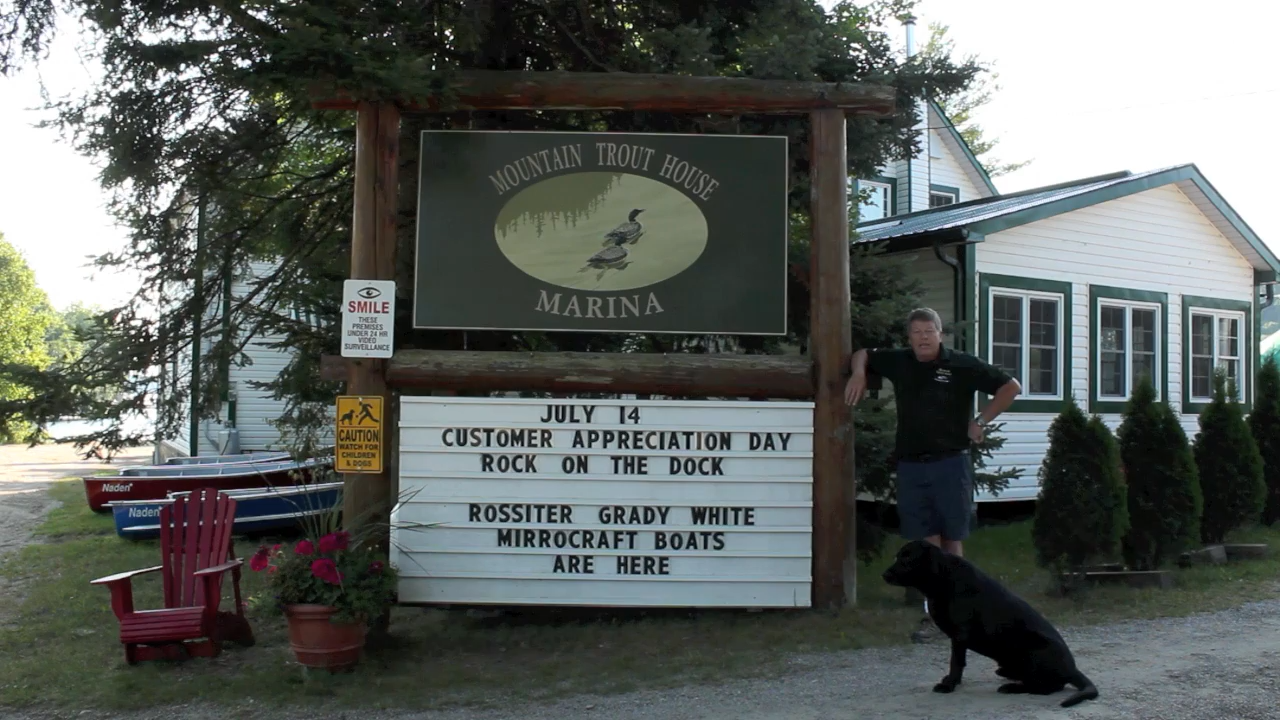 MOUNTAIN TROUT HOUSE
MARINA
SMILE
THESE
PREMISES
UNDER 24 HR
VIDEO
SURVEILLANCE
CAUTION
WATCH FOR
CHILDREN
& DOGS
JULY 14
CUSTOMER APPRECIATION DAY
ROCK ON THE DOCK
ROSSITER GRADY WHITE
MIRROCRAFT BOATS
ARE HERE
Naden
Naden